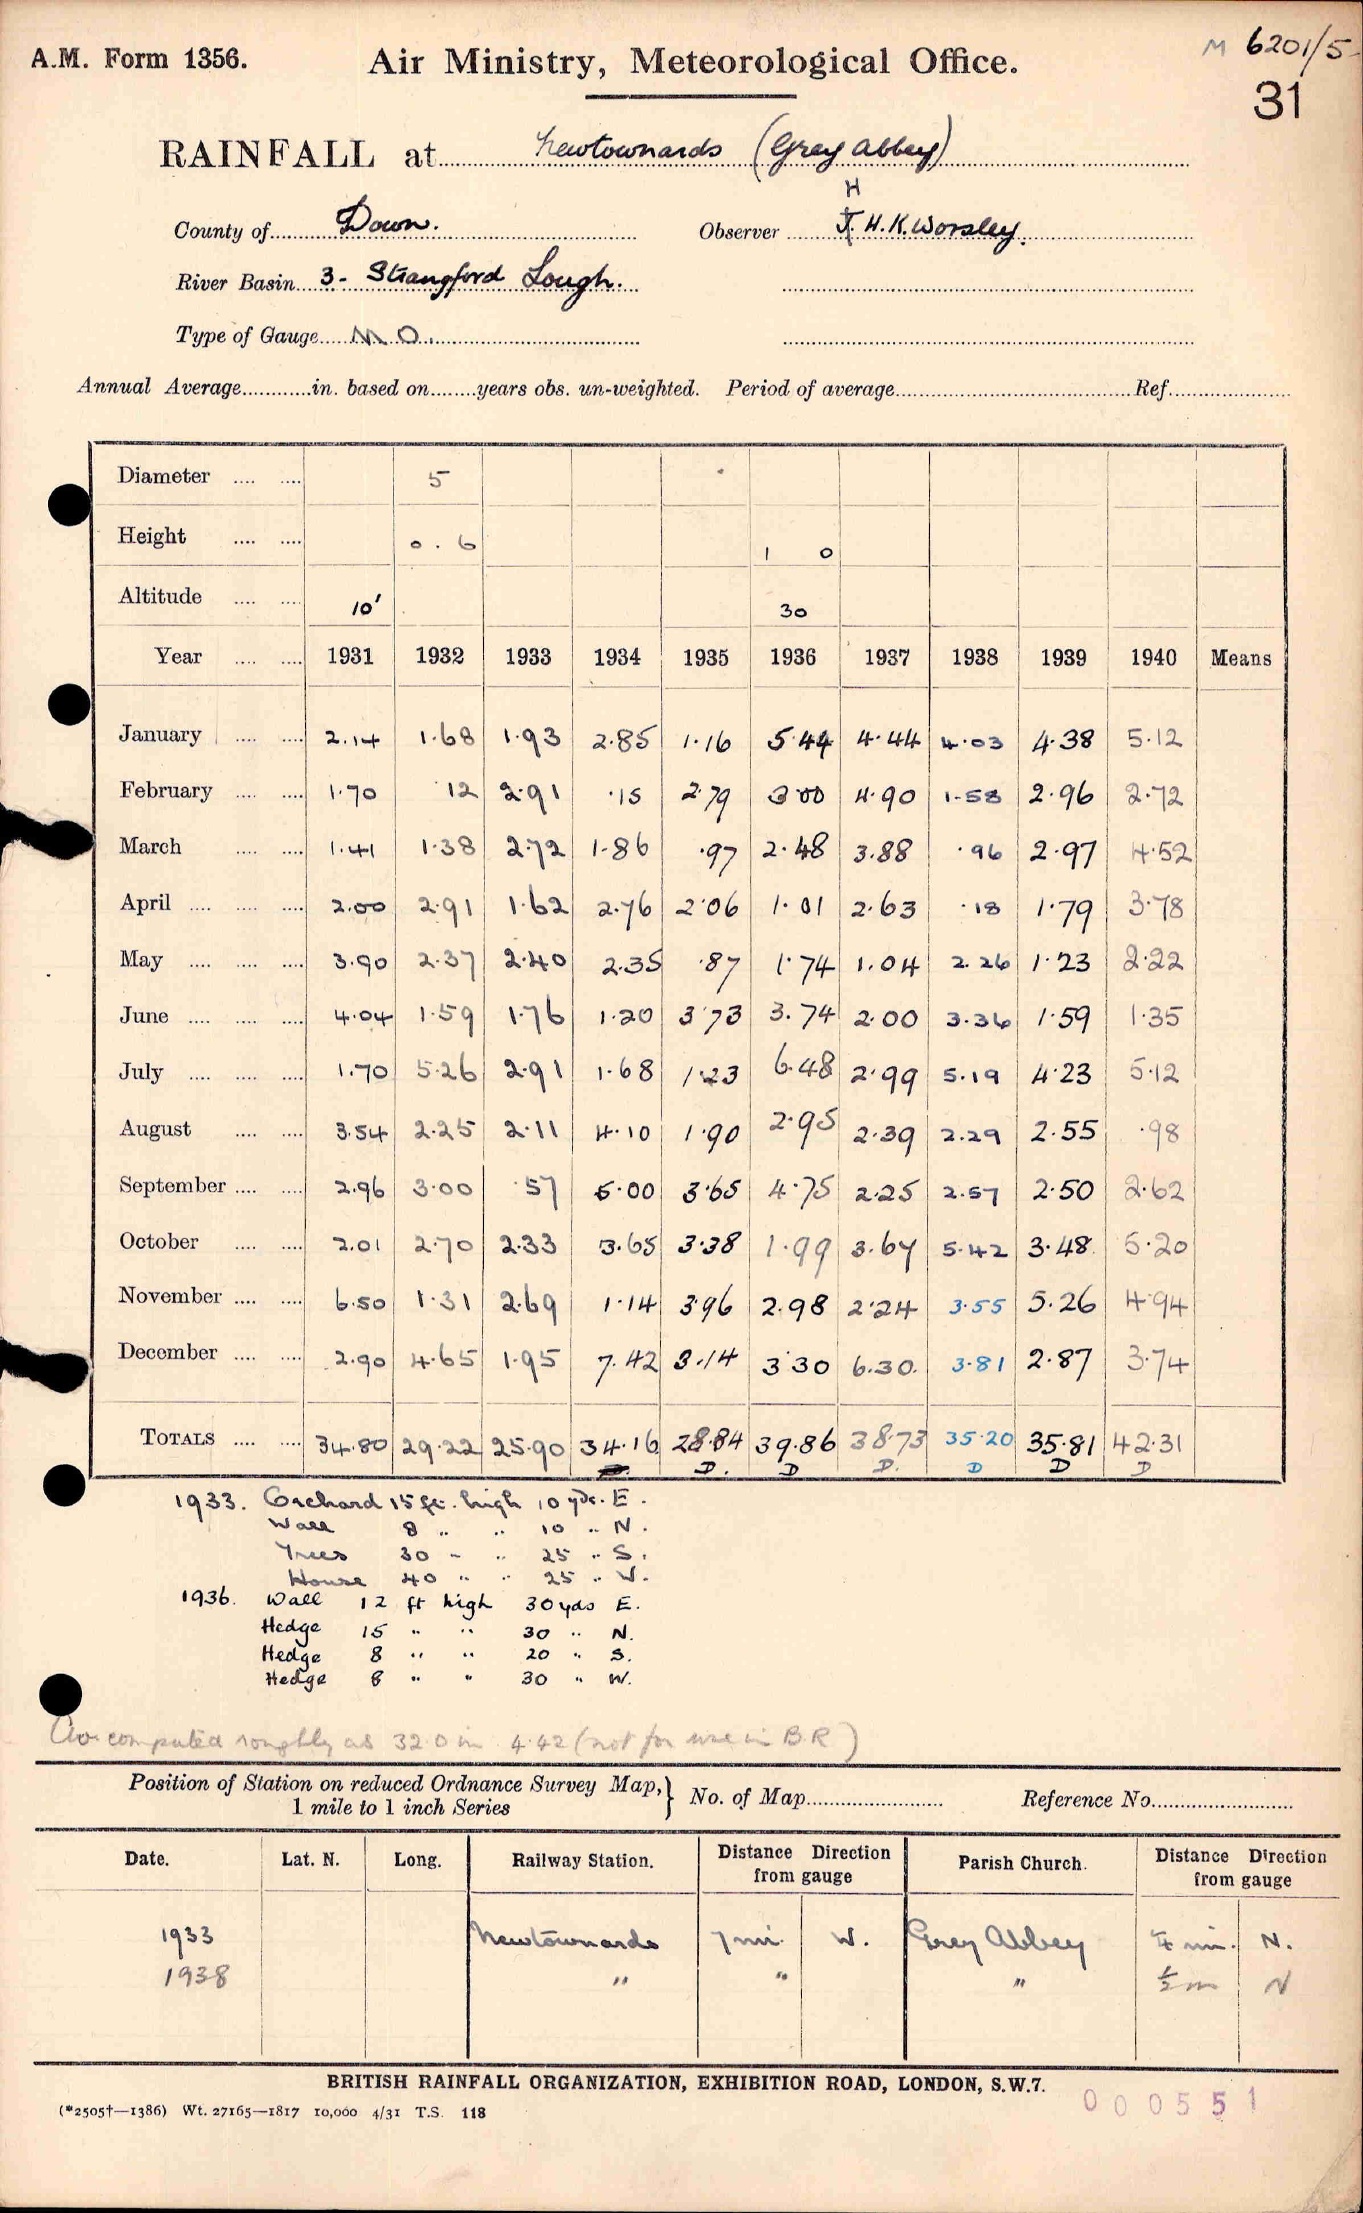 A.M. Form 1356. Air Ministry, Meteorological Office. M 6201/5
31
RAINFALL at Newtownards (Grey Abbey)
H
County of Down. Observer J. H.K. Worsley.
River Basin 3- Strangford Lough.
Type of Gauge M O.
Annual Average............in. based on........years obs. un-weighted. Period of average.................... Ref...................
Diameter .... .... 5
Height .... .... 0.6 1 0
Altitude .... .... 10' 30
Year .... .... 1931 1932 1933 1934 1935 1936 1937 1938 1939 1940 Means
January .... .... 2.14 1.68 1.93 2.85 1.16 5.44 4.44 4.03 4.38 5.12
February .... .... 1.70 .12 2.91 .15 2.79 3.00 4.90 1.58 2.96 2.72
March .... .... 1.41 1.38 2.72 1.86 .97 2.48 3.88 .96 2.97 4.52
April .... .... .... 2.00 2.91 1.62 2.76 2.06 1.01 2.63 .18 1.79 3.78
May .... .... .... 3.90 2.37 2.40 2.35 .87 1.74 1.04 2.26 1.23 2.22
June .... .... .... 4.04 1.59 1.76 1.20 3.73 3.74 2.00 3.36 1.59 1.35
July .... .... .... 1.70 5.26 2.91 1.68 1.23 6.48 2.99 5.19 4.23 5.12
August .... .... 3.54 2.25 2.11 4.10 1.90 2.95 2.39 2.29 2.55 .98
September .... .... 2.96 3.00 .57 5.00 3.65 4.75 2.25 2.57 2.50 2.62
October .... .... 2.01 2.70 2.33 3.65 3.38 1.99 3.67 5.42 3.48 5.20
November .... .... 6.50 1.31 2.69 1.14 3.96 2.98 2.24 3.55 5.26 4.94
December .... .... 2.90 4.65 1.95 7.42 3.14 3.30 6.30 3.81 2.87 3.74
TOTALS .... .... 34.80 29.22 25.90 34.16 28.84 39.86 38.73 35.20 35.81 42.31
D. D D. D D D
1933. Orchard 15 ft. high 10 yds. E.
Wall 8 " " 10 " N.
Trees 30 " " 25 " S.
House 40 " " 25 " W.
1936. Wall 12 ft high 30 yds E.
Hedge 15 " " 30 " N.
Hedge 8 " " 20 " S.
Hedge 8 " " 30 " W.
Av computed roughly as 32.0 in 4.42 (not for use in B.R)
Position of Station on reduced Ordnance Survey Map, } No. of Map........................ Reference No........................
1 mile to 1 inch Series
Date. Lat. N. Long. Railway Station. Distance Direction from gauge Parish Church. Distance Direction from gauge
1933 Newtownards 7 mi. W. Grey Abbey ¼ mi. N.
1938 " " " ½ m N
BRITISH RAINFALL ORGANIZATION, EXHIBITION ROAD, LONDON, S.W.7.
(*2505†—1386) Wt. 27165—1817 10,000 4/31 T.S. 118
000551